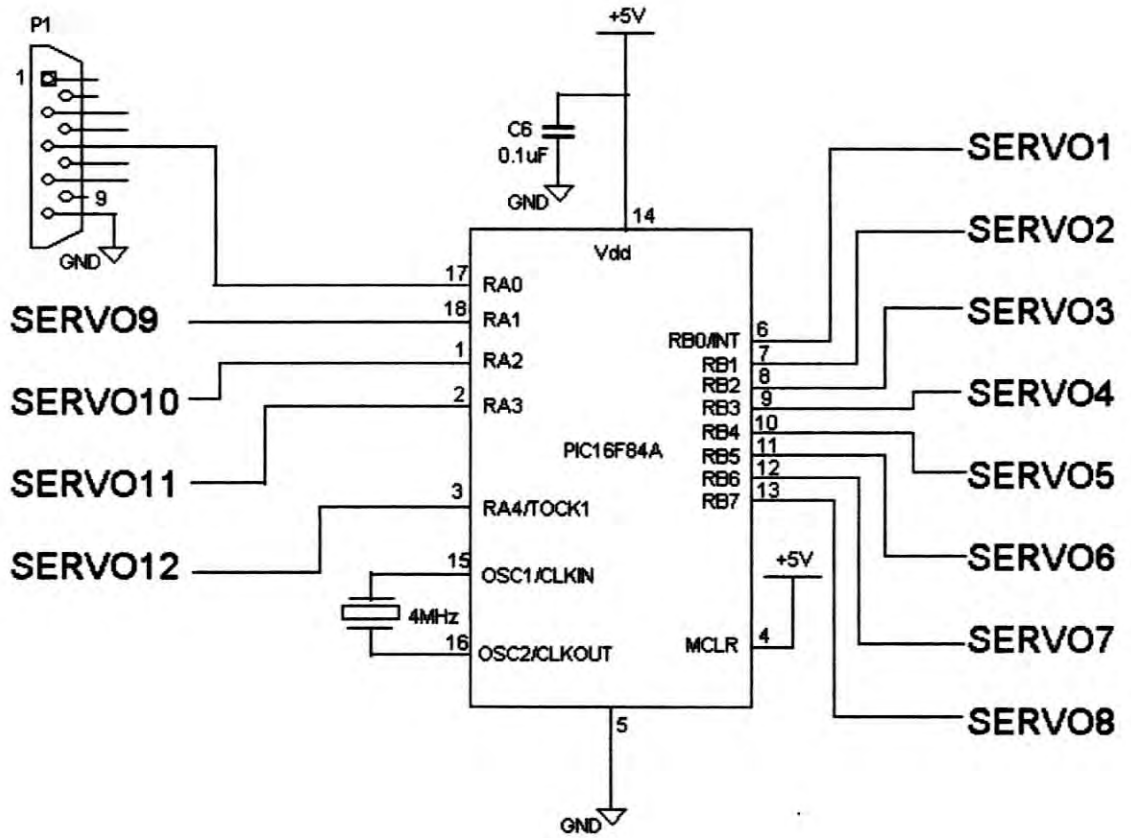 P1
1
9
GND
+5V
C6
0.1uF
GND
14
Vdd
17
RA0
SERVO9
18
RA1
SERVO10
1
RA2
SERVO11
2
RA3
SERVO12
3
RA4/TOCK1
15
OSC1/CLKIN
4MHz
16
OSC2/CLKOUT
PIC16F84A
RB0/INT
6
SERVO1
RB1
7
SERVO2
RB2
8
SERVO3
RB3
9
SERVO4
RB4
10
SERVO5
RB5
11
SERVO6
RB6
12
SERVO7
RB7
13
SERVO8
+5V
MCLR
4
5
GND